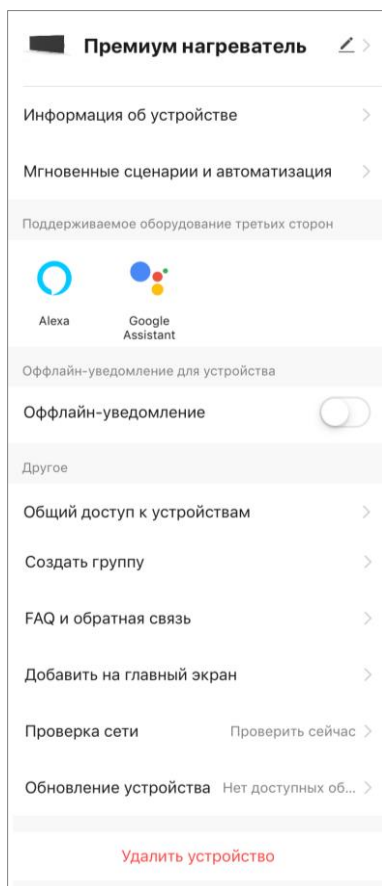 Премиум нагреватель
Информация об устройстве
Мгновенные сценарии и автоматизация
Поддерживаемое оборудование третьих сторон
Alexa
Google
Assistant
Оффлайн-уведомление для устройства
Оффлайн-уведомление
Другое
Общий доступ к устройствам
Создать группу
FAQ и обратная связь
Добавить на главный экран
Проверка сети Проверить сейчас
Обновление устройства Нет доступных об...
Удалить устройство